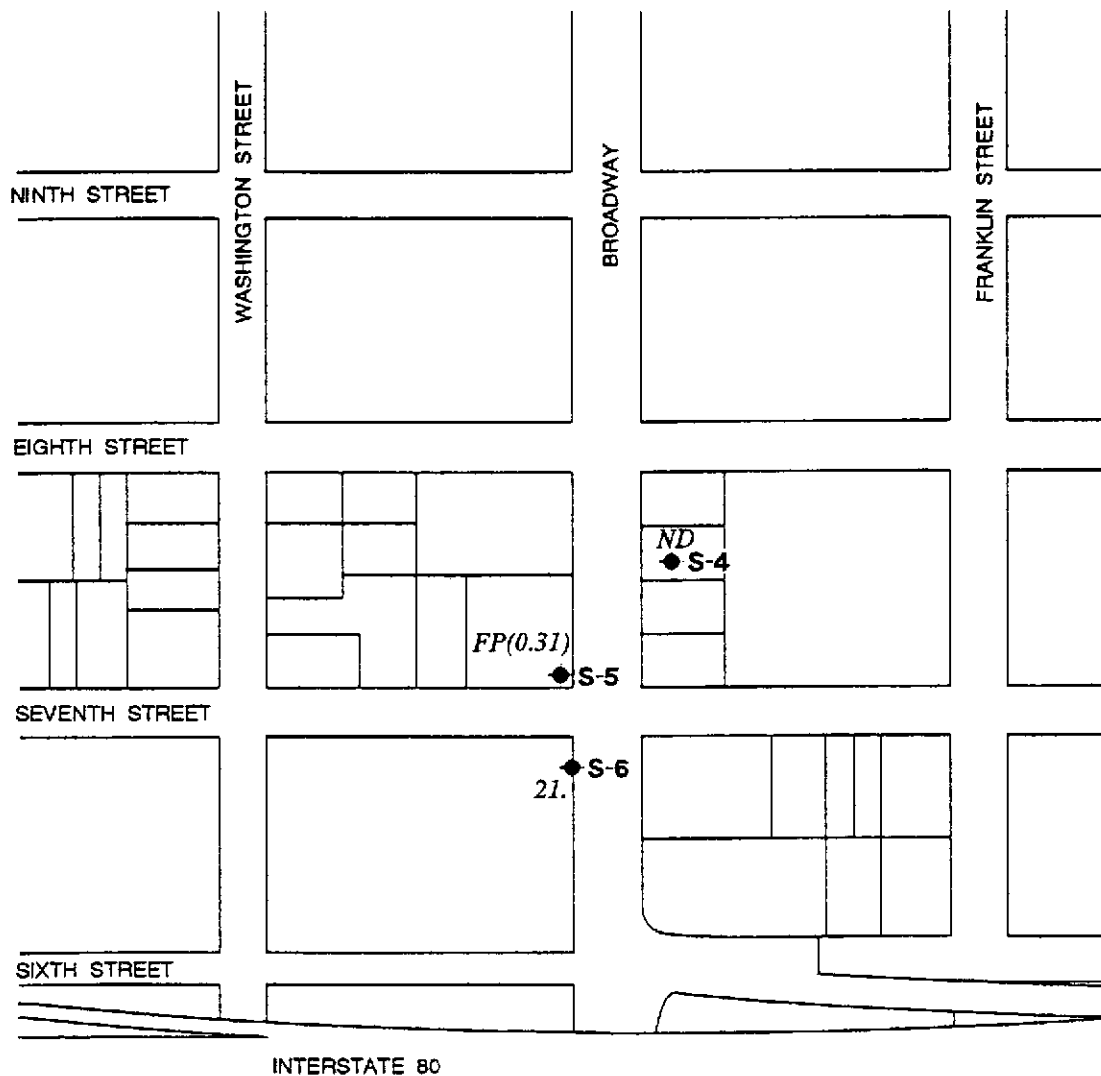 NINTH STREET
WASHINGTON STREET
BROADWAY
FRANKLIN STREET
EIGHTH STREET
ND
S-4
FP(0.31)
S-5
SEVENTH STREET
S-6
21.
SIXTH STREET
INTERSTATE 80